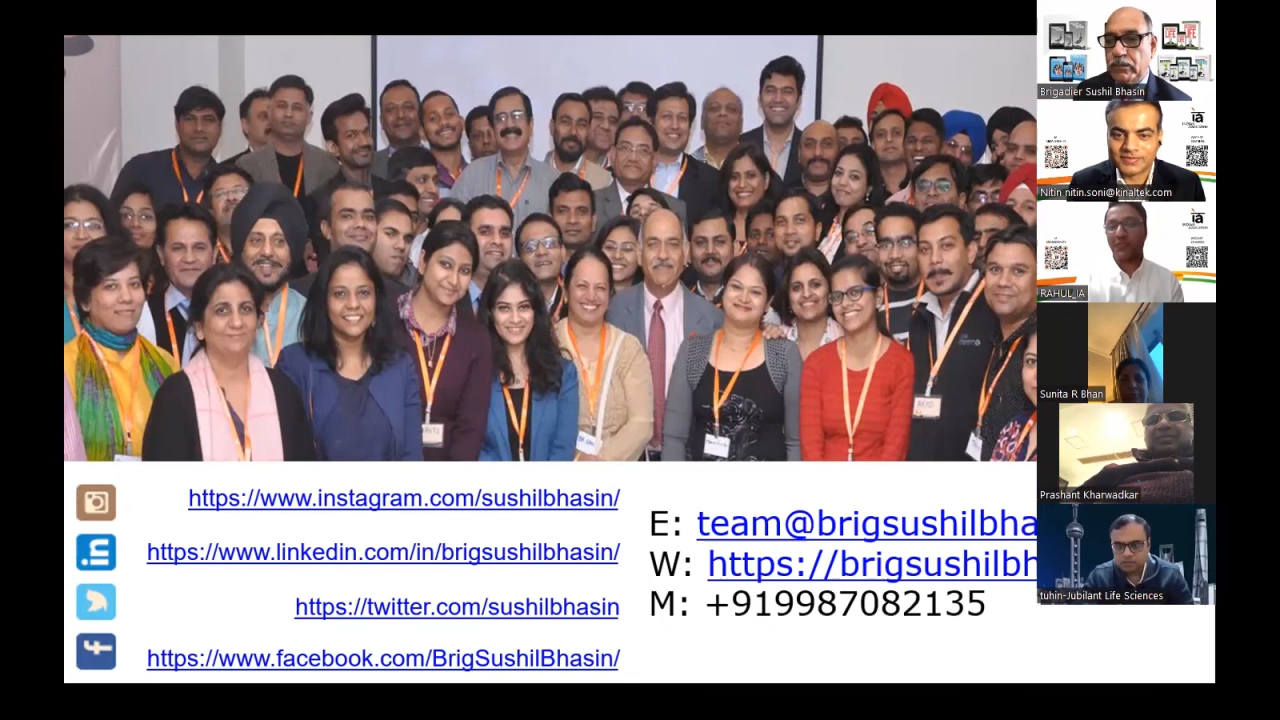 Brigadier Sushil Bhasin
Nitin nitin.soni@kinaltek.com
RAHUL_IA
Sunita R Bhan
Prashant Kharwadkar
tuhin-Jubilant Life Sciences
https://www.instagram.com/sushilbhasin/
https://www.linkedin.com/in/brigsushilbhasin/
https://twitter.com/sushilbhasin
https://www.facebook.com/BrigSushilBhasin/
E: team@brigsushilbha
W: https://brigsushilbh
M: +919987082135